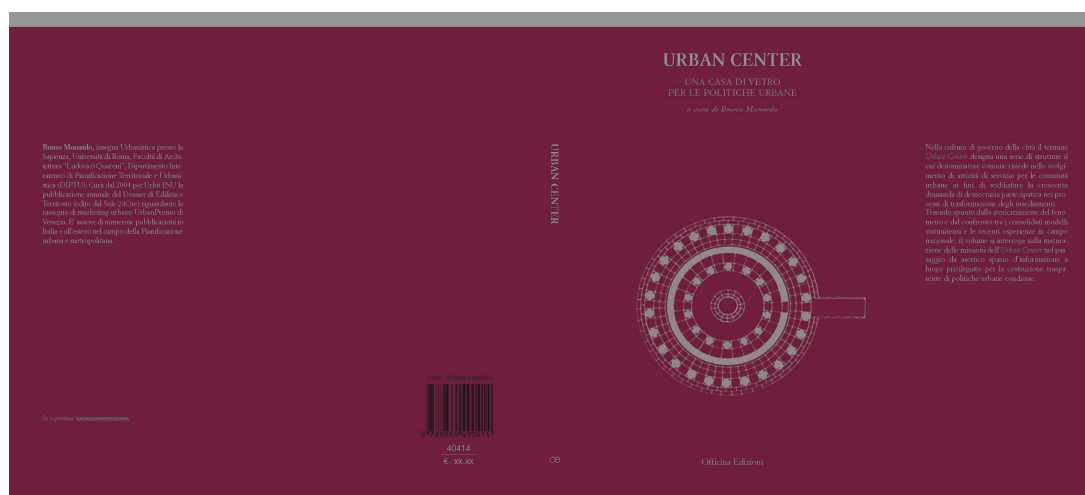 Bruno Monardo, insegna Urbanistica presso la
Sapienza, Università di Roma, Facoltà di Archi-
tettura "Ludovico Quaroni", Dipartimento Inte-
rateneo di Pianificazione Territoriale e Urbani-
stica (DIPTU). Cura dal 2004 per Urbit INU la
pubblicazione annuale del Dossier di Edilizia e
Territorio (edito dal Sole 24Ore) riguardante la
rassegna di marketing urbano UrbanPromo di
Venezia. E' autore di numerose pubblicazioni in
Italia e all'estero nel campo della Pianificazione
urbana e metropolitana.
In copertina: xxxxxxxxxxxxxxxxxx
9 788860 490414
40414
€ xx.xx
URBAN CENTER
œ
URBAN CENTER
UNA CASA DI VETRO
PER LE POLITICHE URBANE
a cura di Bruno Monardo
Officina Edizioni
Nella cultura di governo della città il termine
Urban Center designa una serie di strutture il
cui denominatore comune risiede nello svolgi-
mento di attività di servizio per le comunità
urbane ai fini di soddisfare la crescente
domanda di democrazia partecipativa nei pro-
cessi di trasformazione degli insediamenti.
Traendo spunto dalla storicizzazione del feno-
meno e dal confronto tra i consolidati modelli
statunitensi e le recenti esperienze in campo
nazionale, il volume si interroga sulla matura-
zione delle missioni dell'Urban Center nel pas-
saggio da asettico spazio d'informazione a
luogo privilegiato per la costruzione traspa-
rente di politiche urbane condivise.